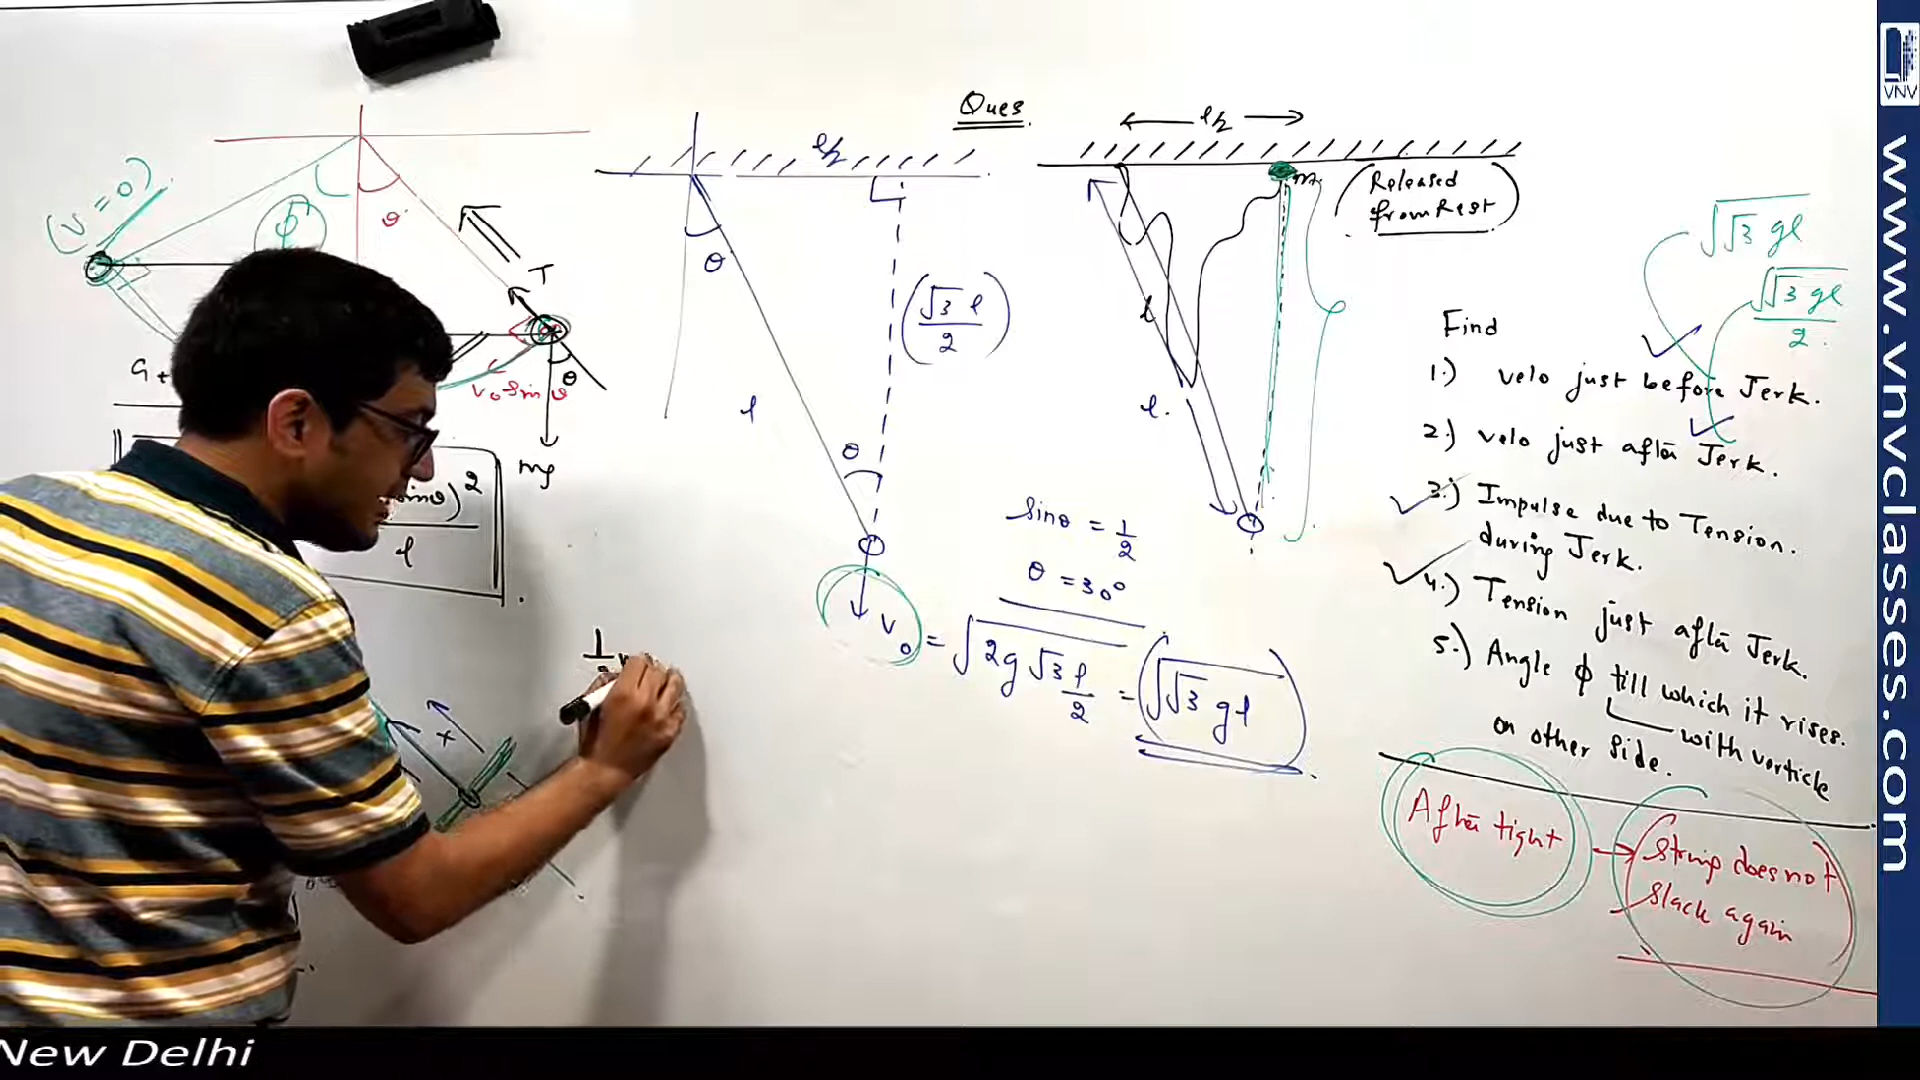 Ques
(v = 0)
ϕ
θ
T
θ
v₀ sinθ
mg
sinθ)²
l
x
1
l/2
θ
(√3 l / 2)
l
θ
v₀ = √(2g√3 l/2) = (√(√3 gl))
sinθ = 1/2
θ = 30°
l/2
m
(Released
from Rest)
l
l.
√(√3 gl)
√(√3 gl)
2
Find
1.) velo just before Jerk.
2.) velo just after Jerk.
3.) Impulse due to Tension.
during Jerk.
4.) Tension just after Jerk.
5.) Angle ϕ till which it rises.
on other side.
with verticle
After tight → string does not
slack again
VNV
www.vnvclasses.com
New Delhi